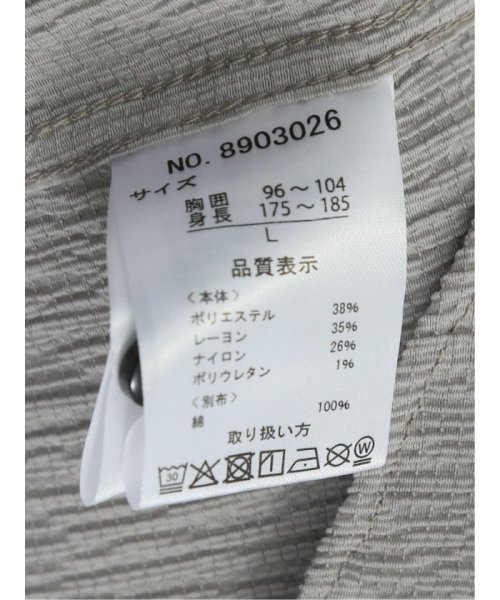 NO. 8903026
サイズ
胸囲 96～104
身長 175～185
L
品質表示
〈本体〉
ポリエステル 38%
レーヨン 35%
ナイロン 26%
ポリウレタン 1%
〈別布〉
綿 100%
取り扱い方
30 W